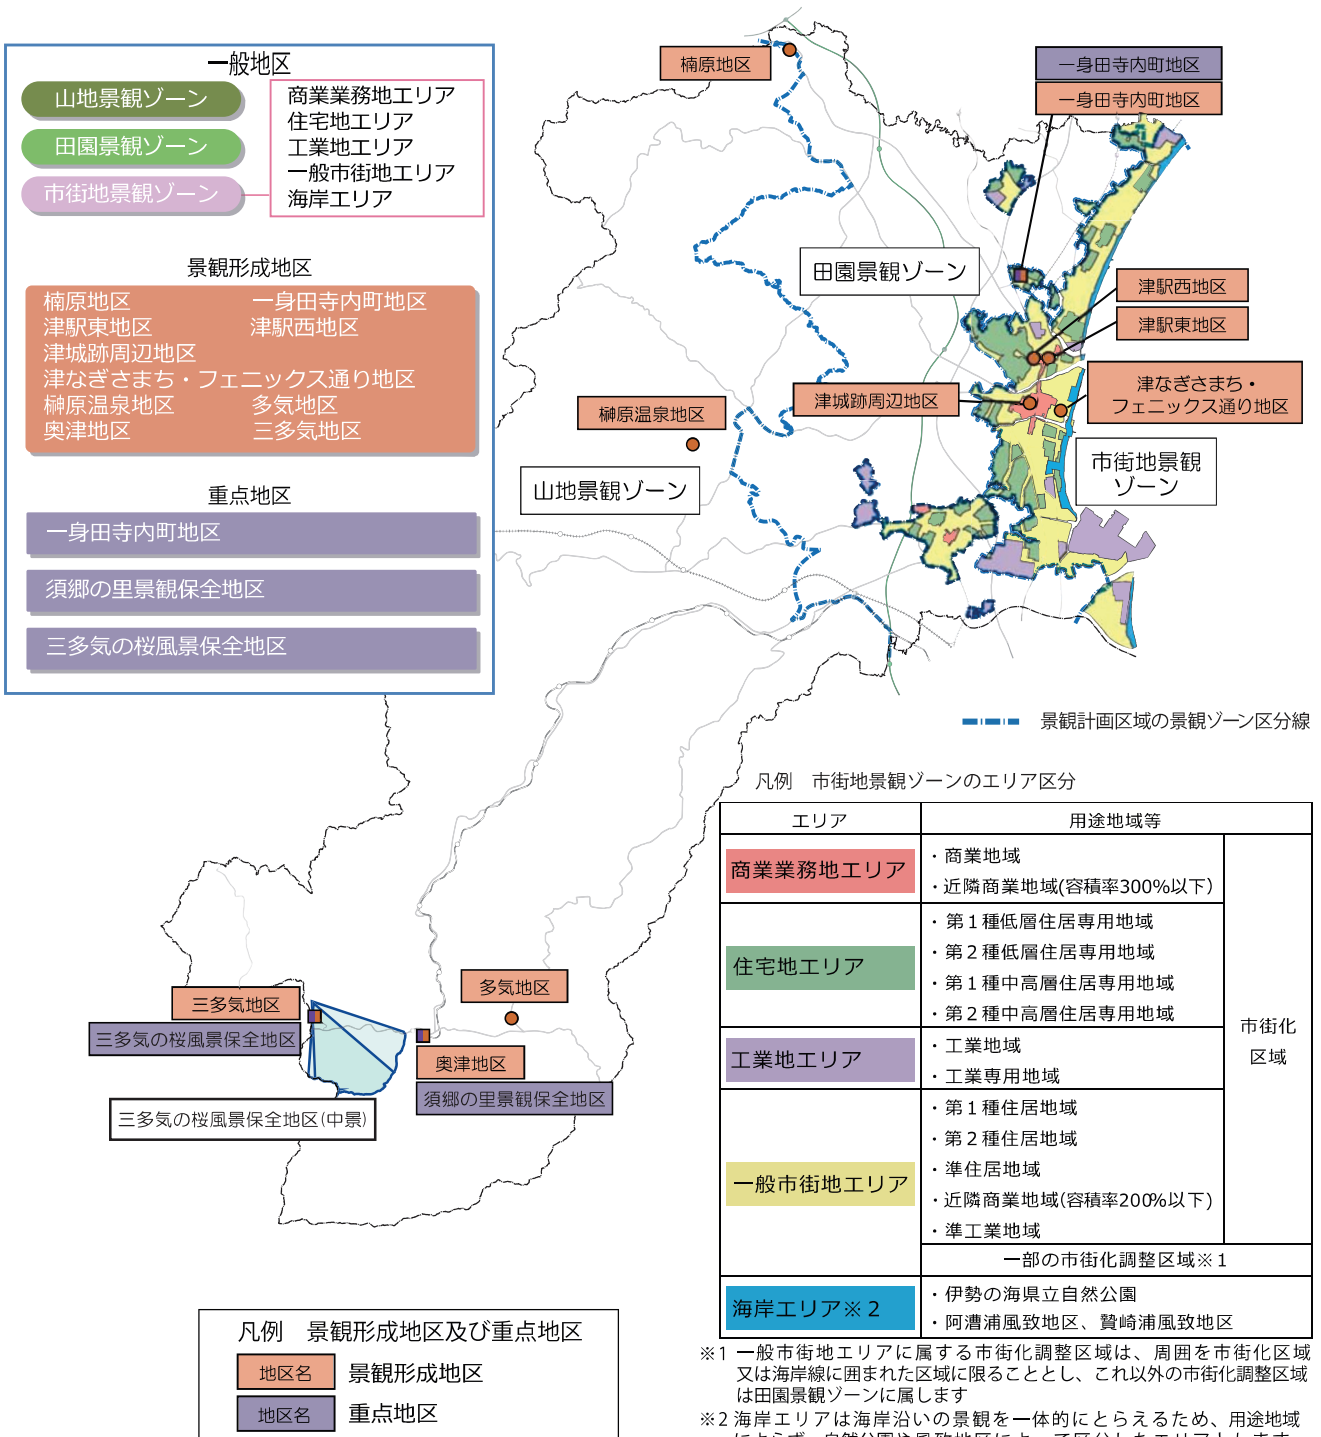 一般地区
山地景観ゾーン
田園景観ゾーン
市街地景観ゾーン
商業業務地エリア
住宅地エリア
工業地エリア
一般市街地エリア
海岸エリア
景観形成地区
楠原地区 一身田寺内町地区
津駅東地区 津駅西地区
津城跡周辺地区
津なぎさまち・フェニックス通り地区
榊原温泉地区 多気地区
奥津地区 三多気地区
重点地区
一身田寺内町地区
須郷の里景観保全地区
三多気の桜風景保全地区
楠原地区
一身田寺内町地区
一身田寺内町地区
田園景観ゾーン
津駅西地区
津駅東地区
津なぎさまち・
フェニックス通り地区
津城跡周辺地区
榊原温泉地区
市街地景観
ゾーン
山地景観ゾーン
景観計画区域の景観ゾーン区分線
三多気地区
三多気の桜風景保全地区
多気地区
奥津地区
須郷の里景観保全地区
三多気の桜風景保全地区(中景)
凡例　市街地景観ゾーンのエリア区分
エリア 用途地域等
商業業務地エリア
・商業地域
・近隣商業地域(容積率300%以下)
住宅地エリア
・第１種低層住居専用地域
・第２種低層住居専用地域
・第１種中高層住居専用地域
・第２種中高層住居専用地域
工業地エリア
・工業地域
・工業専用地域
一般市街地エリア
・第１種住居地域
・第２種住居地域
・準住居地域
・近隣商業地域(容積率200%以下)
・準工業地域
市街化
区域
一部の市街化調整区域※１
海岸エリア※２
・伊勢の海県立自然公園
・阿漕浦風致地区、贄崎浦風致地区
※1 一般市街地エリアに属する市街化調整区域は、周囲を市街化区域
又は海岸線に囲まれた区域に限ることとし、これ以外の市街化調整区域
は田園景観ゾーンに属します
※2 海岸エリアは海岸沿いの景観を一体的にとらえるため、用途地域
凡例　景観形成地区及び重点地区
地区名 景観形成地区
地区名 重点地区